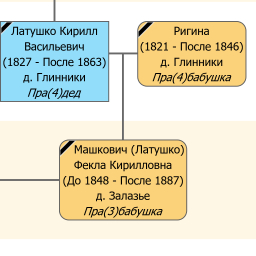 Латушко Кирилл
Васильевич
(1827 - После 1863)
д. Глинники
Пра(4)дед
Ригина
(1821 - После 1846)
д. Глинники
Пра(4)бабушка
Машкович (Латушко)
Фекла Кирилловна
(До 1848 - После 1887)
д. Залазье
Пра(3)бабушка